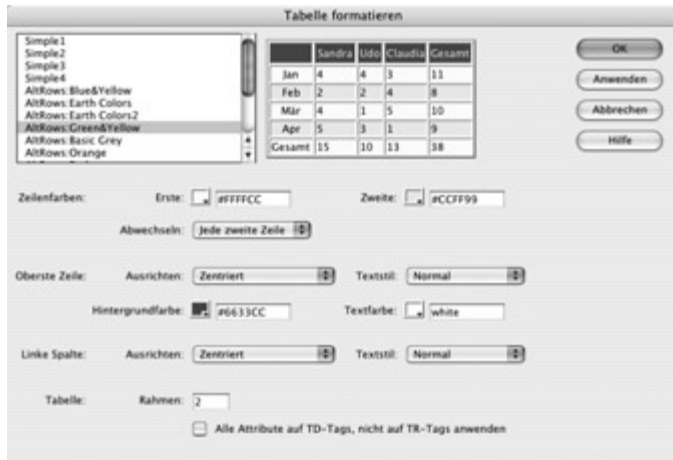 Tabelle formatieren
Simple1
Simple2
Simple3
Simple4
AltRows:Blue&Yellow
AltRows:Earth Colors
AltRows:Earth Colors2
AltRows:Green&Yellow
AltRows:Basic Grey
AltRows:Orange
Sandra Udo Claudia Gesamt
Jan 4 4 3 11
Feb 2 2 4 8
Mär 4 1 5 10
Apr 5 3 1 9
Gesamt 15 10 13 38
OK
Anwenden
Abbrechen
Hilfe
Zeilenfarben: Erste: #FFFFCC Zweite: #CCFF99
Abwechseln: Jede zweite Zeile
Oberste Zeile: Ausrichten: Zentriert Textstil: Normal
Hintergrundfarbe: #6633CC Textfarbe: white
Linke Spalte: Ausrichten: Zentriert Textstil: Normal
Tabelle: Rahmen: 2
Alle Attribute auf TD-Tags, nicht auf TR-Tags anwenden